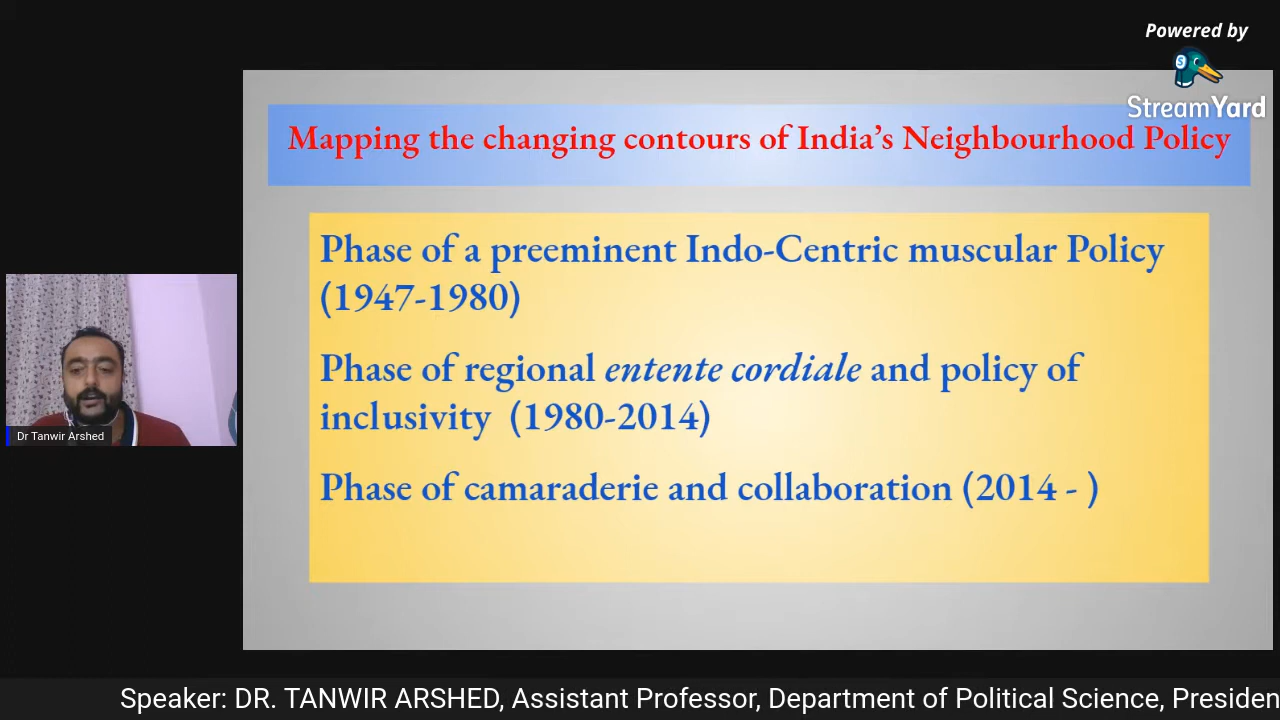 Powered by
StreamYard
Mapping the changing contours of India's Neighbourhood Policy
Phase of a preeminent Indo-Centric muscular Policy
(1947-1980)
Phase of regional entente cordiale and policy of
inclusivity (1980-2014)
Phase of camaraderie and collaboration (2014 - )
Dr Tanwir Arshed
Speaker: DR. TANWIR ARSHED, Assistant Professor, Department of Political Science, Presiden